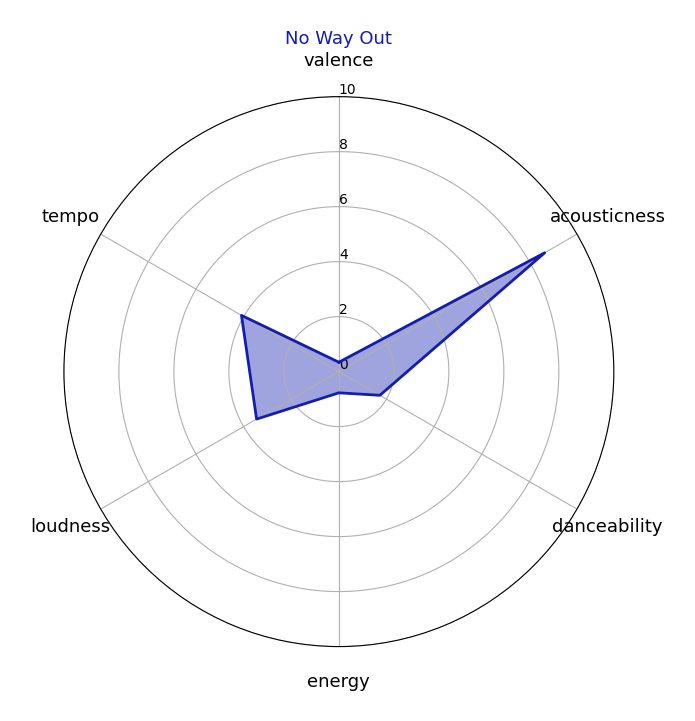 No Way Out
valence
10
8
tempo
acousticness
6
4
2
0
loudness
danceability
energy